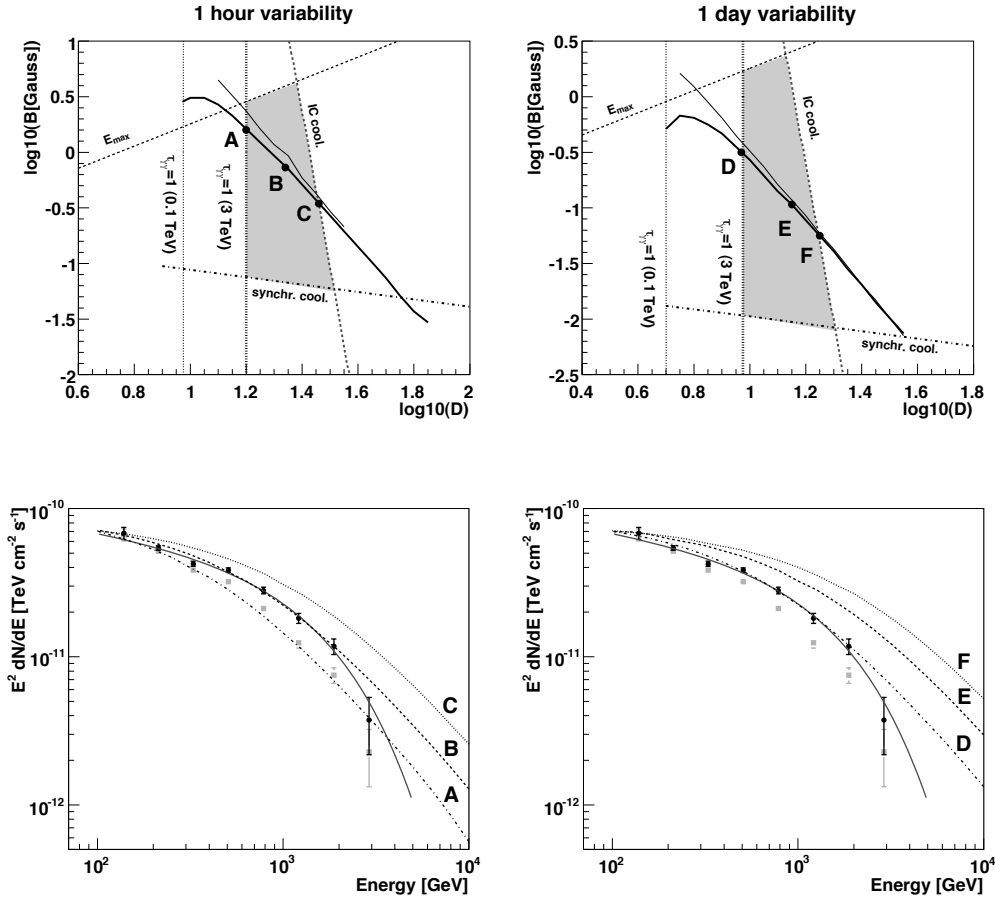 1 hour variability
log10(B[Gauss])
1
0.5
0
-0.5
-1
-1.5
-2
0.6 0.8 1 1.2 1.4 1.6 1.8 2
log10(D)
Emax
IC cool.
A
B
C
τγγ=1 (0.1 TeV)
τγγ=1 (3 TeV)
synchr. cool.
1 day variability
log10(B[Gauss])
0.5
0
-0.5
-1
-1.5
-2
-2.5
0.4 0.6 0.8 1 1.2 1.4 1.6 1.8
log10(D)
Emax
IC cool.
D
E
F
τγγ=1 (0.1 TeV)
τγγ=1 (3 TeV)
synchr. cool.
E² dN/dE [TeV cm⁻² s⁻¹]
10⁻¹⁰
10⁻¹¹
10⁻¹²
C
B
A
10² 10³ 10⁴
Energy [GeV]
E² dN/dE [TeV cm⁻² s⁻¹]
10⁻¹⁰
10⁻¹¹
10⁻¹²
F
E
D
10² 10³ 10⁴
Energy [GeV]